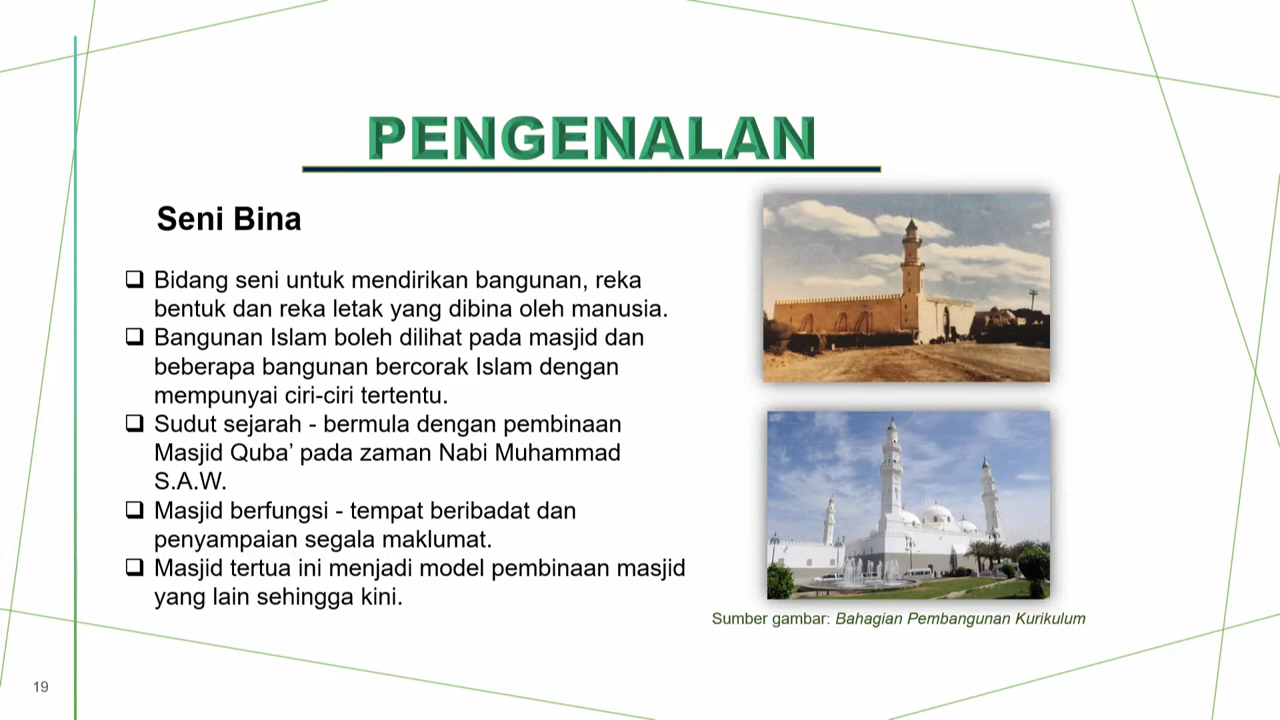 PENGENALAN
Seni Bina
Bidang seni untuk mendirikan bangunan, reka
bentuk dan reka letak yang dibina oleh manusia.
Bangunan Islam boleh dilihat pada masjid dan
beberapa bangunan bercorak Islam dengan
mempunyai ciri-ciri tertentu.
Sudut sejarah - bermula dengan pembinaan
Masjid Quba’ pada zaman Nabi Muhammad
S.A.W.
Masjid berfungsi - tempat beribadat dan
penyampaian segala maklumat.
Masjid tertua ini menjadi model pembinaan masjid
yang lain sehingga kini.
Sumber gambar: Bahagian Pembangunan Kurikulum
19